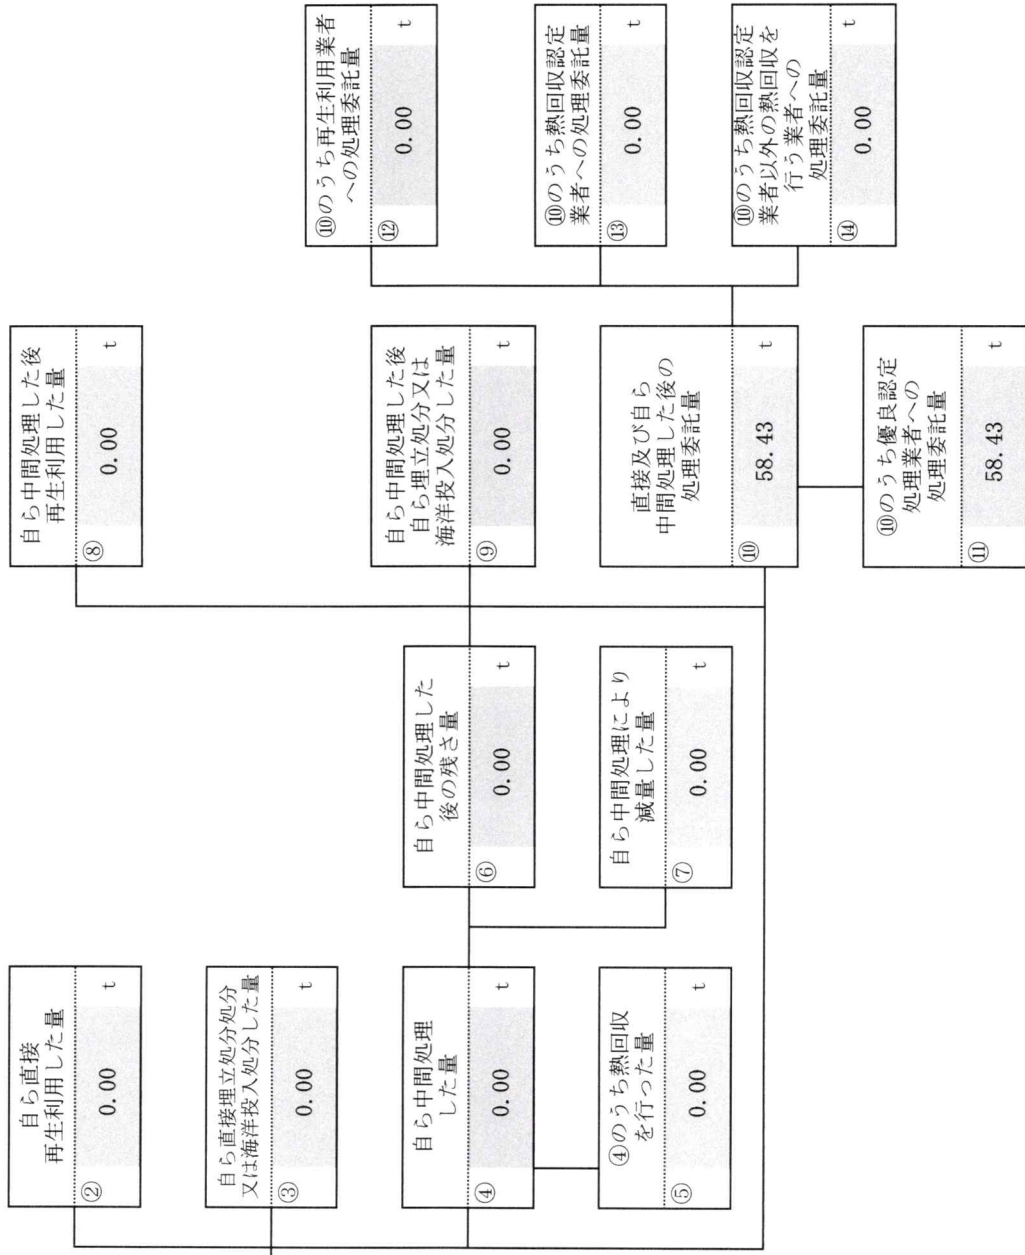 自ら直接
再生利用した量
② 0.00 t
自ら直接埋立処分処分
又は海洋投入処分した量
③ 0.00 t
自ら中間処理
した量
④ 0.00 t
④のうち熱回収
を行った量
⑤ 0.00 t
自ら中間処理した
後の残さ量
⑥ 0.00 t
自ら中間処理により
減量した量
⑦ 0.00 t
自ら中間処理した後
再生利用した量
⑧ 0.00 t
自ら中間処理した後
自ら埋立処分又は
海洋投入処分した量
⑨ 0.00 t
直接及び自ら
中間処理した後の
処理委託量
⑩ 58.43 t
⑩のうち優良認定
処理業者への
処理委託量
⑪ 58.43 t
⑩のうち再生利用業者
への処理委託量
⑫ 0.00 t
⑩のうち熱回収認定
業者への処理委託量
⑬ 0.00 t
⑩のうち熱回収認定
業者以外の熱回収を
行う業者への
処理委託量
⑭ 0.00 t